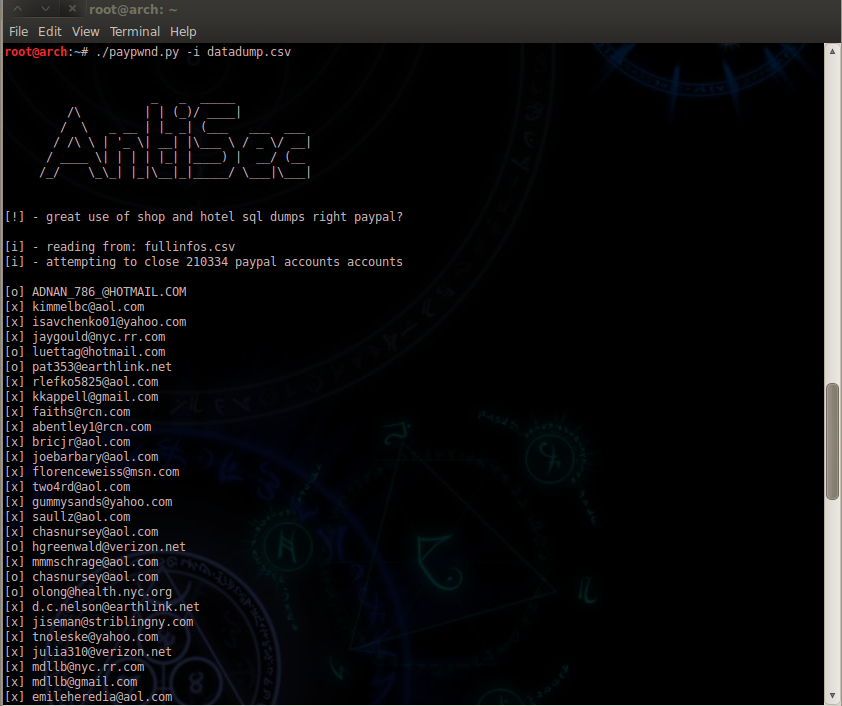 root@arch: ~
File Edit View Terminal Help
root@arch:~# ./paypwnd.py -i datadump.csv
AntiSec
[!] - great use of shop and hotel sql dumps right paypal?
[i] - reading from: fullinfos.csv
[i] - attempting to close 210334 paypal accounts accounts
[o] ADNAN_786_@HOTMAIL.COM
[x] kimmelbc@aol.com
[x] isavchenko01@yahoo.com
[x] jaygould@nyc.rr.com
[o] luettag@hotmail.com
[o] pat353@earthlink.net
[x] rlefko5825@aol.com
[x] kkappell@gmail.com
[x] faiths@rcn.com
[x] abentley1@rcn.com
[x] bricjr@aol.com
[x] joebarbary@aol.com
[x] florenceweiss@msn.com
[x] two4rd@aol.com
[x] gummysands@yahoo.com
[x] saullz@aol.com
[x] chasnursey@aol.com
[o] hgreenwald@verizon.net
[x] mmmschrage@aol.com
[o] chasnursey@aol.com
[o] olong@health.nyc.org
[x] d.c.nelson@earthlink.net
[x] jiseman@striblingny.com
[x] tnoleske@yahoo.com
[x] julia310@verizon.net
[x] mdllb@nyc.rr.com
[x] mdllb@gmail.com
[x] emileheredia@aol.com